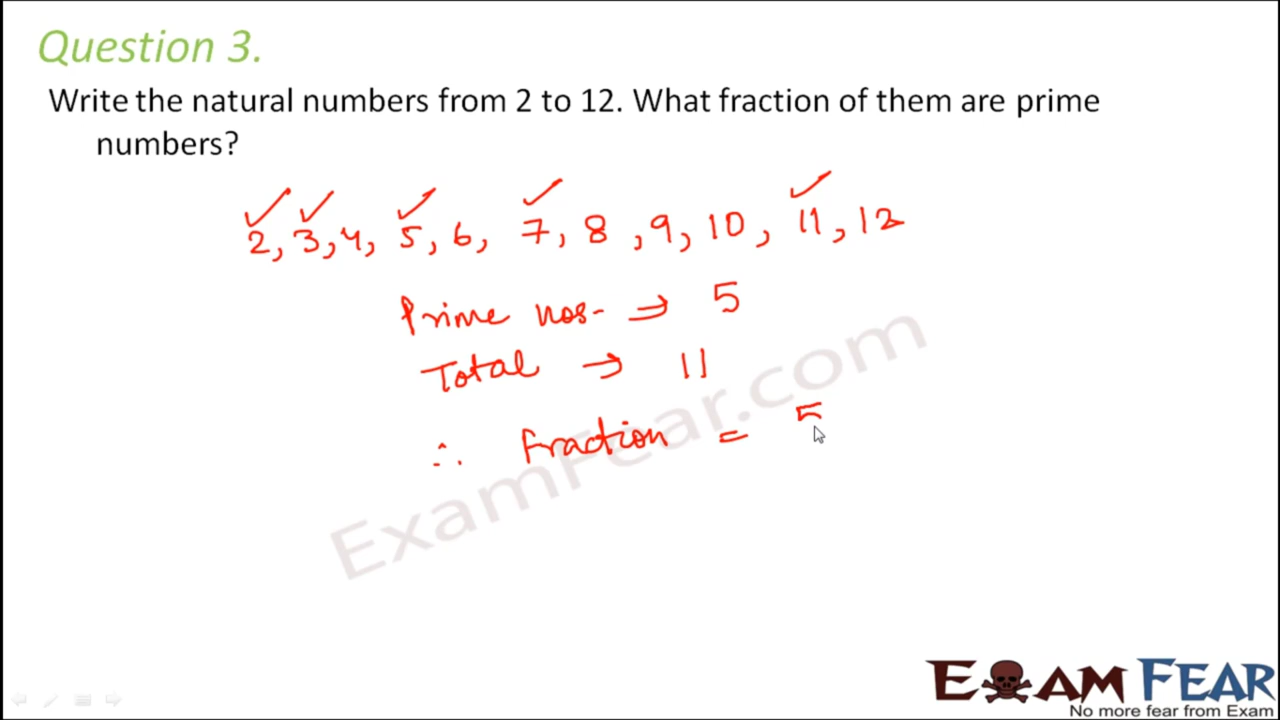 Question 3.
Write the natural numbers from 2 to 12. What fraction of them are prime
numbers?
2, 3, 4, 5, 6, 7, 8, 9, 10, 11, 12
Prime nos. ⇒ 5
Total → 11
∴ Fraction = 5
ExamFear.com
EXAM FEAR
No more fear from Exam